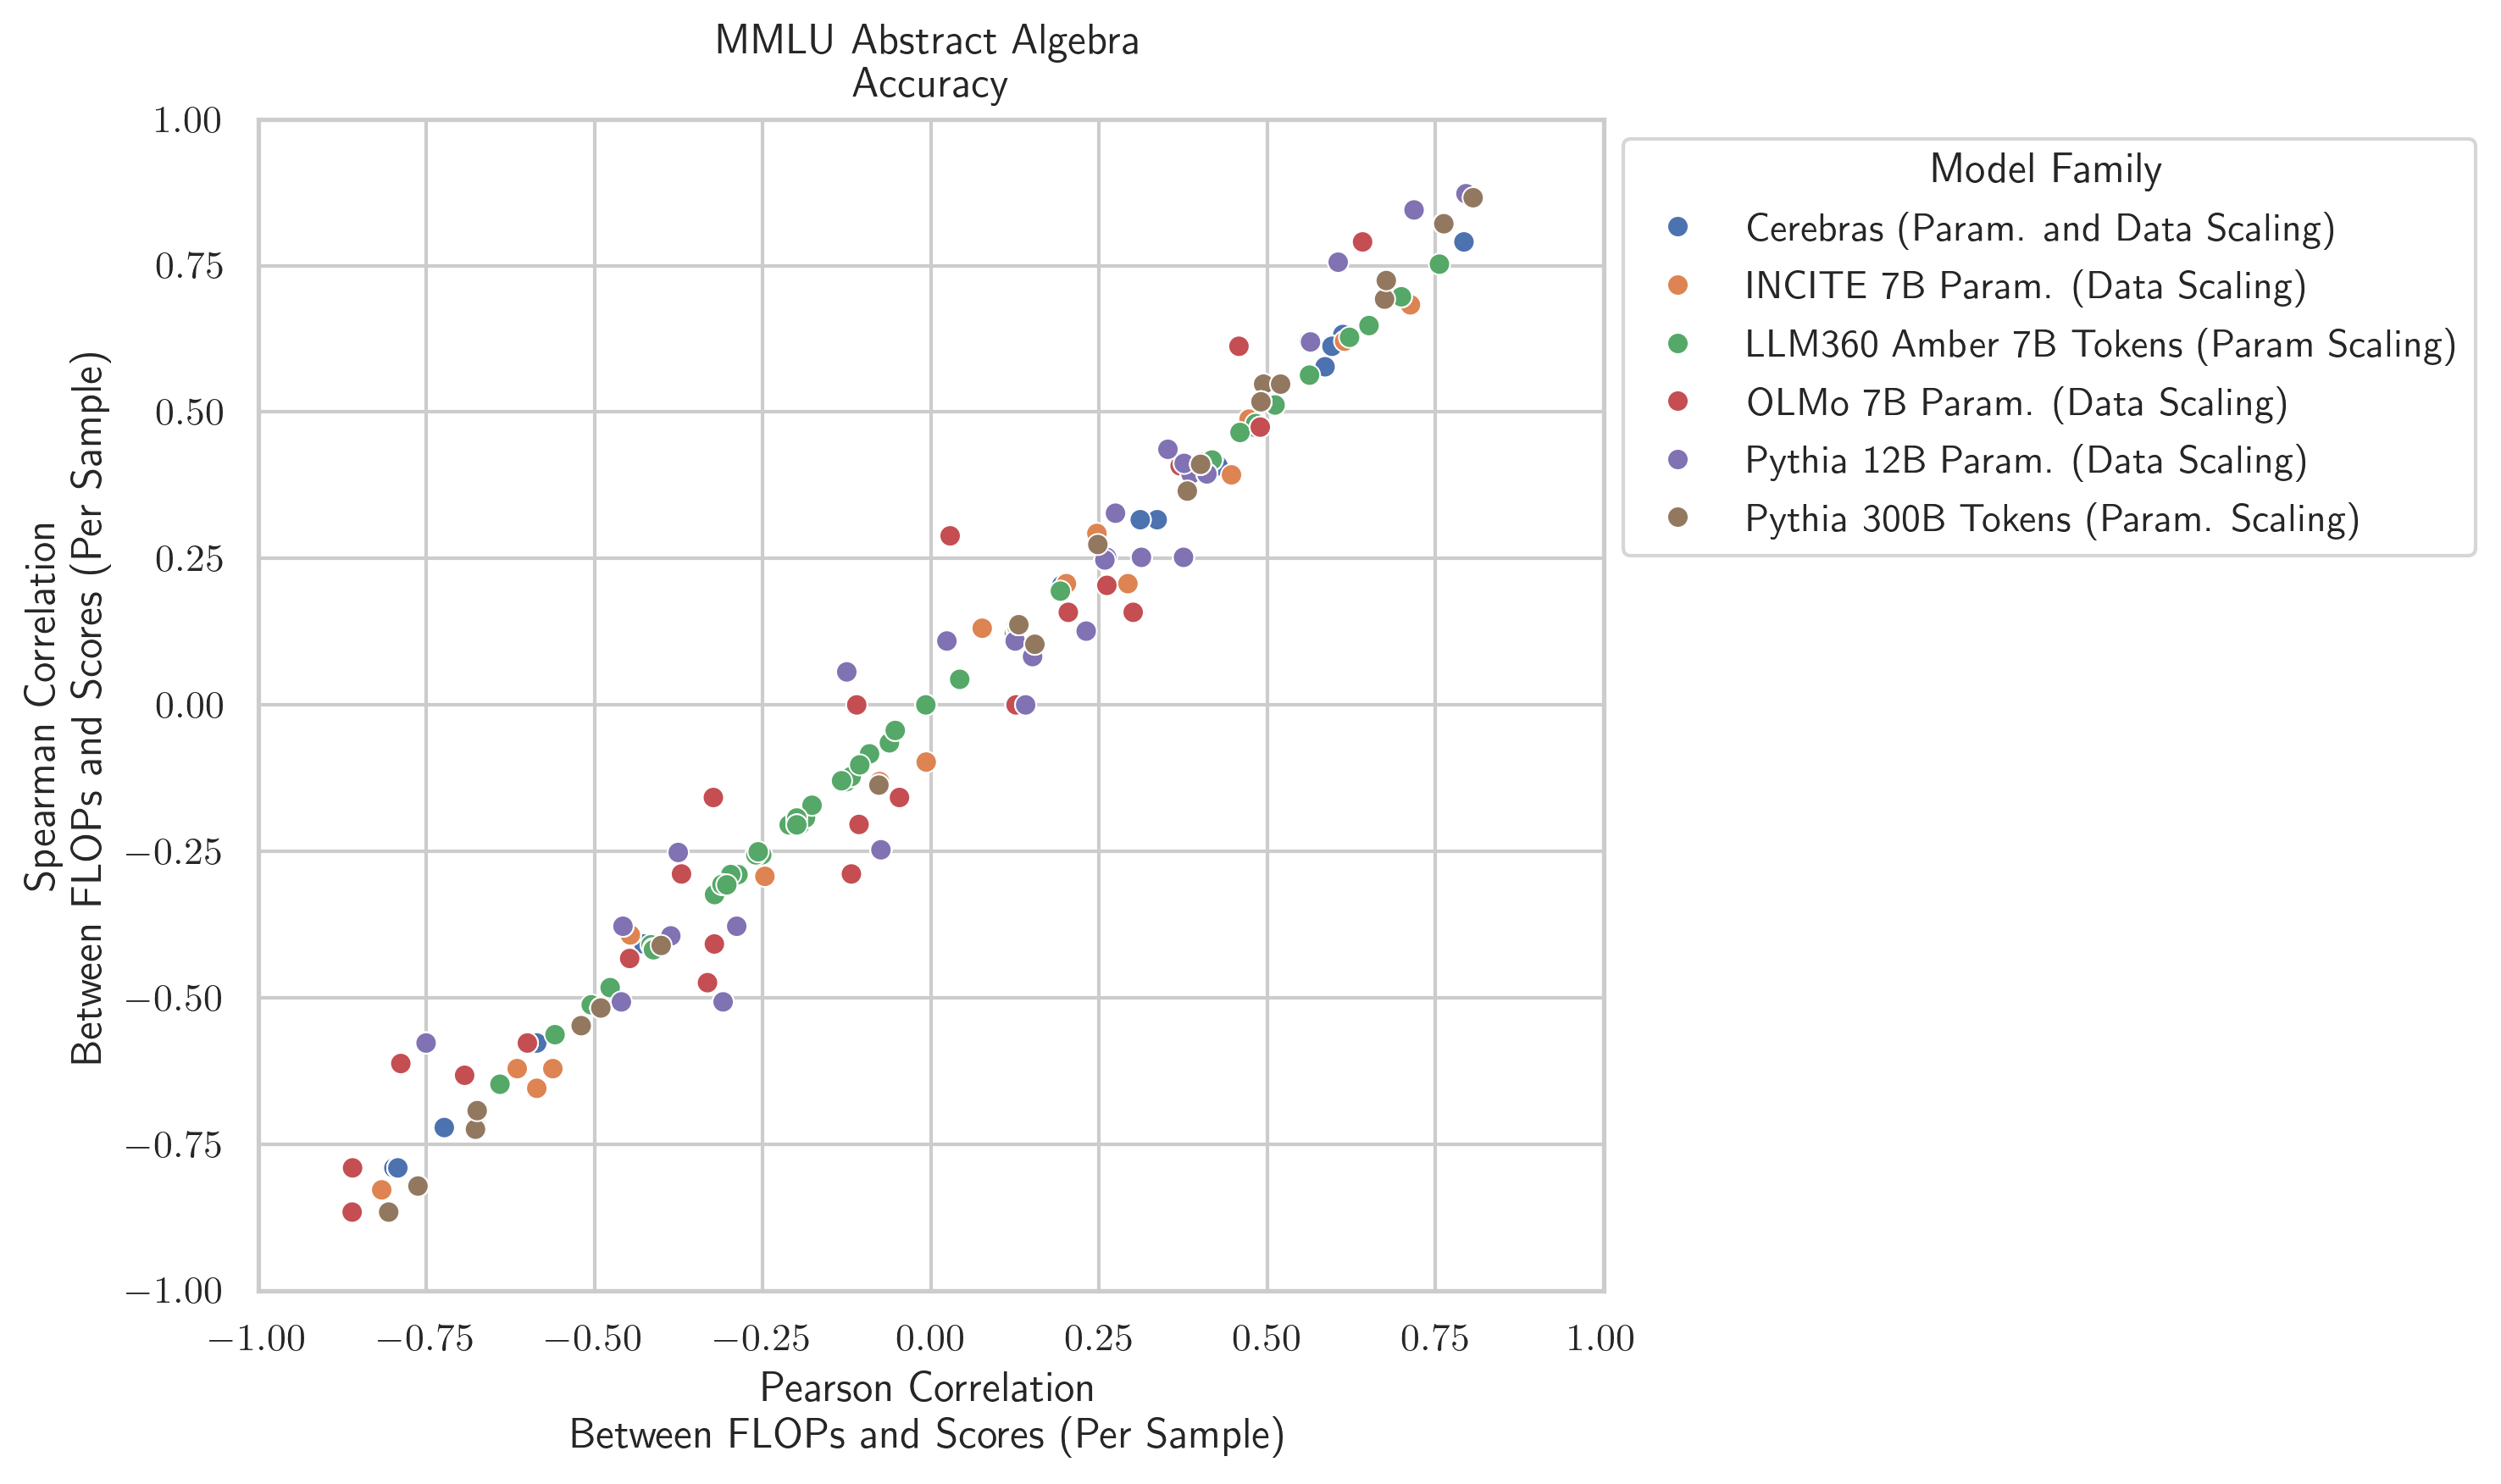 MMLU Abstract Algebra
Accuracy
1.00
0.75
0.50
0.25
0.00
−0.25
−0.50
−0.75
−1.00
Spearman Correlation
Between FLOPs and Scores (Per Sample)
−1.00
−0.75
−0.50
−0.25
0.00
0.25
0.50
0.75
1.00
Pearson Correlation
Between FLOPs and Scores (Per Sample)
Model Family
Cerebras (Param. and Data Scaling)
INCITE 7B Param. (Data Scaling)
LLM360 Amber 7B Tokens (Param Scaling)
OLMo 7B Param. (Data Scaling)
Pythia 12B Param. (Data Scaling)
Pythia 300B Tokens (Param. Scaling)